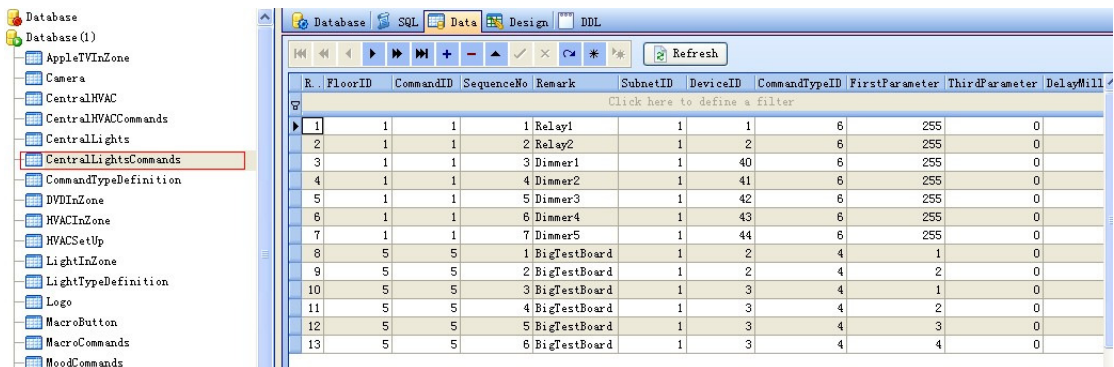 Database
Database(1)
AppleTVInZone
Camera
CentralHVAC
CentralHVACCommands
CentralLights
CentralLightsCommands
CommandTypeDefinition
DVDInZone
HVACInZone
HVACSetUp
LightInZone
LightTypeDefinition
Logo
MacroButton
MacroCommands
MoodCommands
Database SQL Data Design DDL
Refresh
R.. FloorID CommandID SequenceNo Remark SubnetID DeviceID CommandTypeID FirstParameter ThirdParameter DelayMill
Click here to define a filter
1 1 1 1 Relay1 1 1 6 255 0
2 1 1 2 Relay2 1 2 6 255 0
3 1 1 3 Dimmer1 1 40 6 255 0
4 1 1 4 Dimmer2 1 41 6 255 0
5 1 1 5 Dimmer3 1 42 6 255 0
6 1 1 6 Dimmer4 1 43 6 255 0
7 1 1 7 Dimmer5 1 44 6 255 0
8 5 5 1 BigTestBoard 1 2 4 1 0
9 5 5 2 BigTestBoard 1 2 4 2 0
10 5 5 3 BigTestBoard 1 3 4 1 0
11 5 5 4 BigTestBoard 1 3 4 2 0
12 5 5 5 BigTestBoard 1 3 4 3 0
13 5 5 6 BigTestBoard 1 3 4 4 0